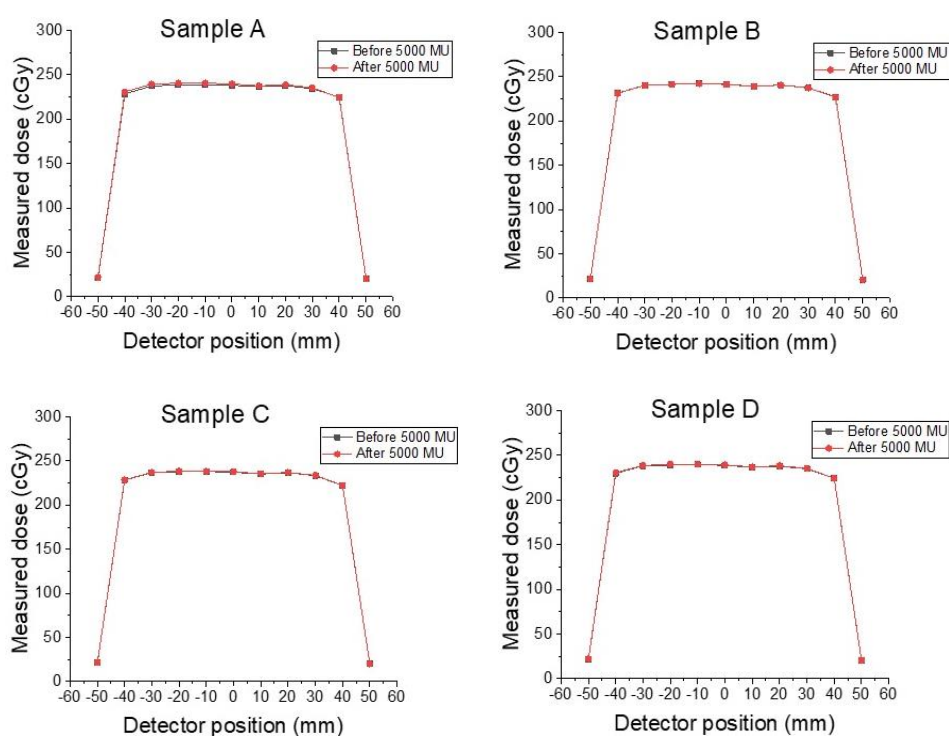 Sample A
Before 5000 MU
After 5000 MU
Measured dose (cGy)
300
250
200
150
100
50
0
-60 -50 -40 -30 -20 -10 0 10 20 30 40 50 60
Detector position (mm)
Sample B
Before 5000 MU
After 5000 MU
Measured dose (cGy)
300
250
200
150
100
50
0
-60 -50 -40 -30 -20 -10 0 10 20 30 40 50 60
Detector position (mm)
Sample C
Before 5000 MU
After 5000 MU
Measured dose (cGy)
300
250
200
150
100
50
0
-60 -50 -40 -30 -20 -10 0 10 20 30 40 50 60
Detector position (mm)
Sample D
Before 5000 MU
After 5000 MU
Measured dose (cGy)
300
250
200
150
100
50
0
-60 -50 -40 -30 -20 -10 0 10 20 30 40 50 60
Detector position (mm)